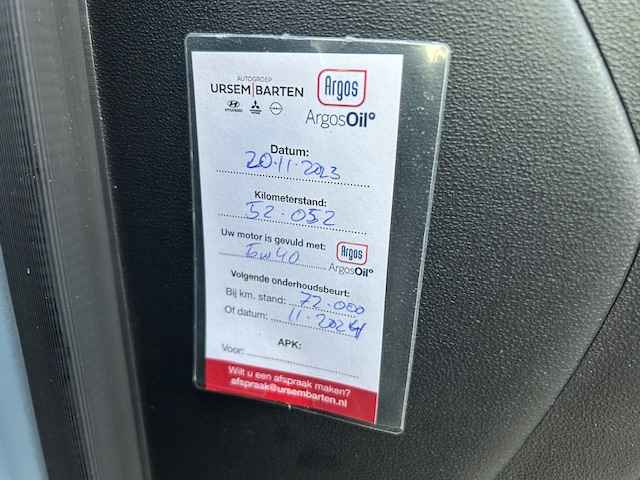 AUTOGROEP
URSEM BARTEN
HYUNDAI
Argos
ArgosOil°
Datum:
20-11-2023
Kilometerstand:
52.052
Uw motor is gevuld met:
5w40
Argos
ArgosOil°
Volgende onderhoudsbeurt:
Bij km. stand: 72.000
Of datum: 11-2024
APK:
Voor:
Wilt u een afspraak maken?
afspraak@ursembarten.nl